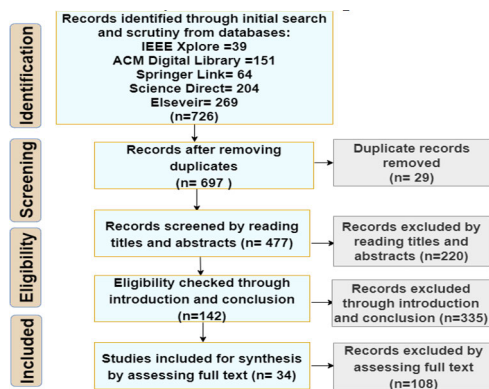 Identification
Records identified through initial search
and scrutiny from databases:
IEEE Xplore =39
ACM Digital Library =151
Springer Link= 64
Science Direct= 204
Elseveir= 269
(n=726)
Screening
Records after removing
duplicates
(n= 697 )
Duplicate records
removed
(n= 29)
Eligibility
Records screened by reading
titles and abstracts (n= 477)
Records excluded by
reading titles and
abstracts (n=220)
Eligibility checked through
introduction and conclusion
(n=142)
Records excluded
through introduction
and conclusion (n=335)
Included
Studies included for synthesis
by assessing full text (n= 34)
Records excluded by
assessing full text
(n=108)